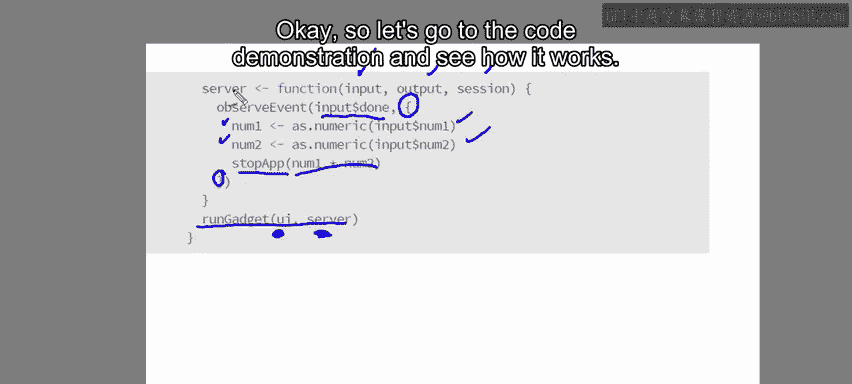 Okay, so let's go to the code
demonstration and see how it works.
server <- function(input, output, session) {
observeEvent(input$done, {
num1 <- as.numeric(input$num1)
num2 <- as.numeric(input$num2)
stopApp(num1 * num2)
})
}
runGadget(ui, server)
}